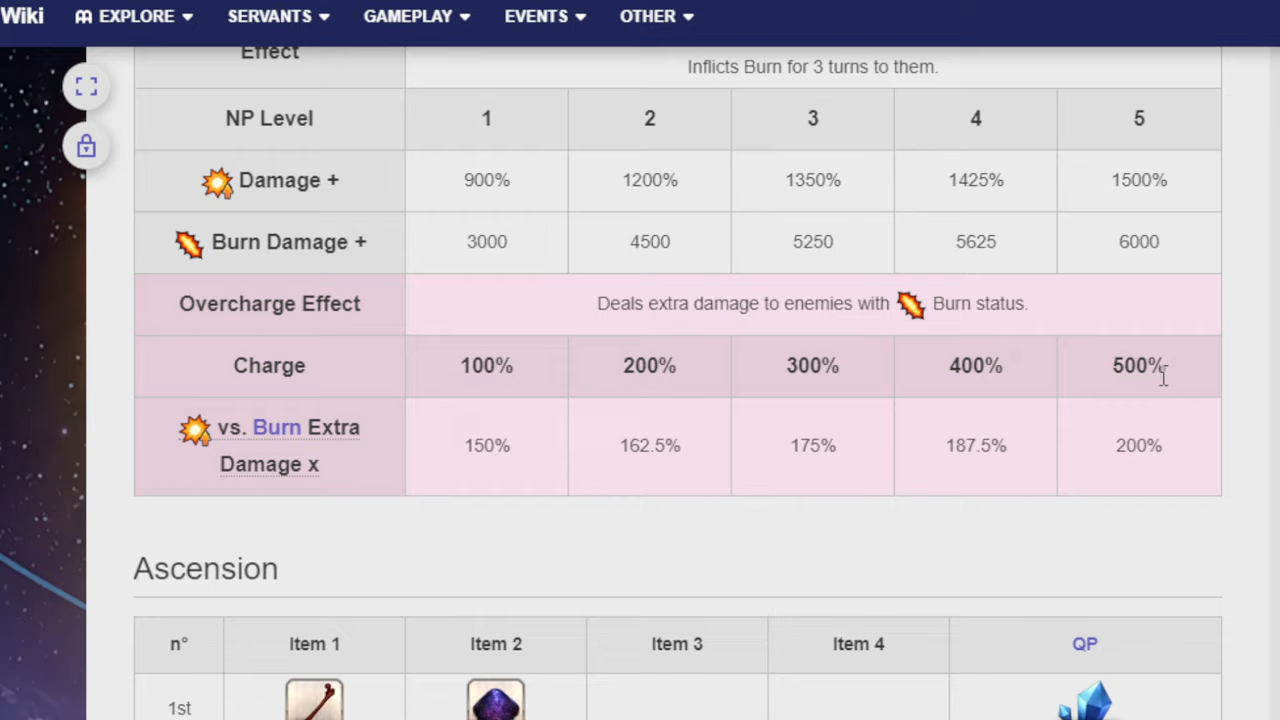 Wiki EXPLORE SERVANTS GAMEPLAY EVENTS OTHER
Effect
Inflicts Burn for 3 turns to them.
NP Level 1 2 3 4 5
Damage + 900% 1200% 1350% 1425% 1500%
Burn Damage + 3000 4500 5250 5625 6000
Overcharge Effect Deals extra damage to enemies with Burn status.
Charge 100% 200% 300% 400% 500%
vs. Burn Extra
Damage x 150% 162.5% 175% 187.5% 200%
Ascension
n° Item 1 Item 2 Item 3 Item 4 QP
1st